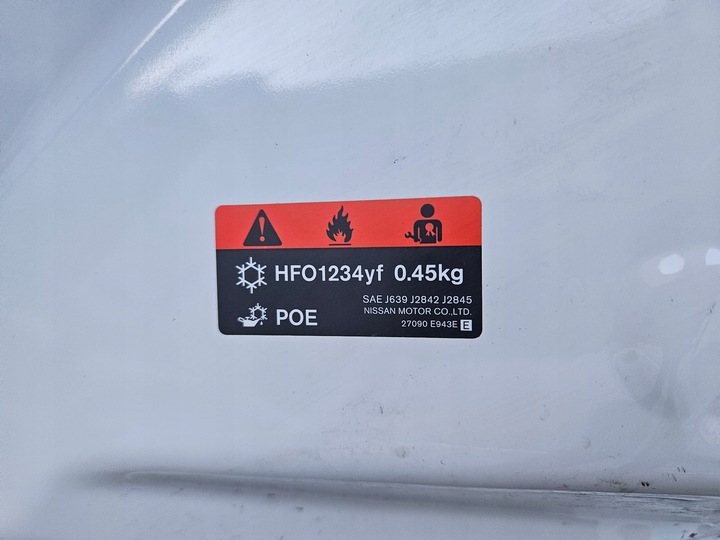 HFO1234yf 0.45kg
SAE J639 J2842 J2845
NISSAN MOTOR CO.,LTD.
POE
27090 E943E E